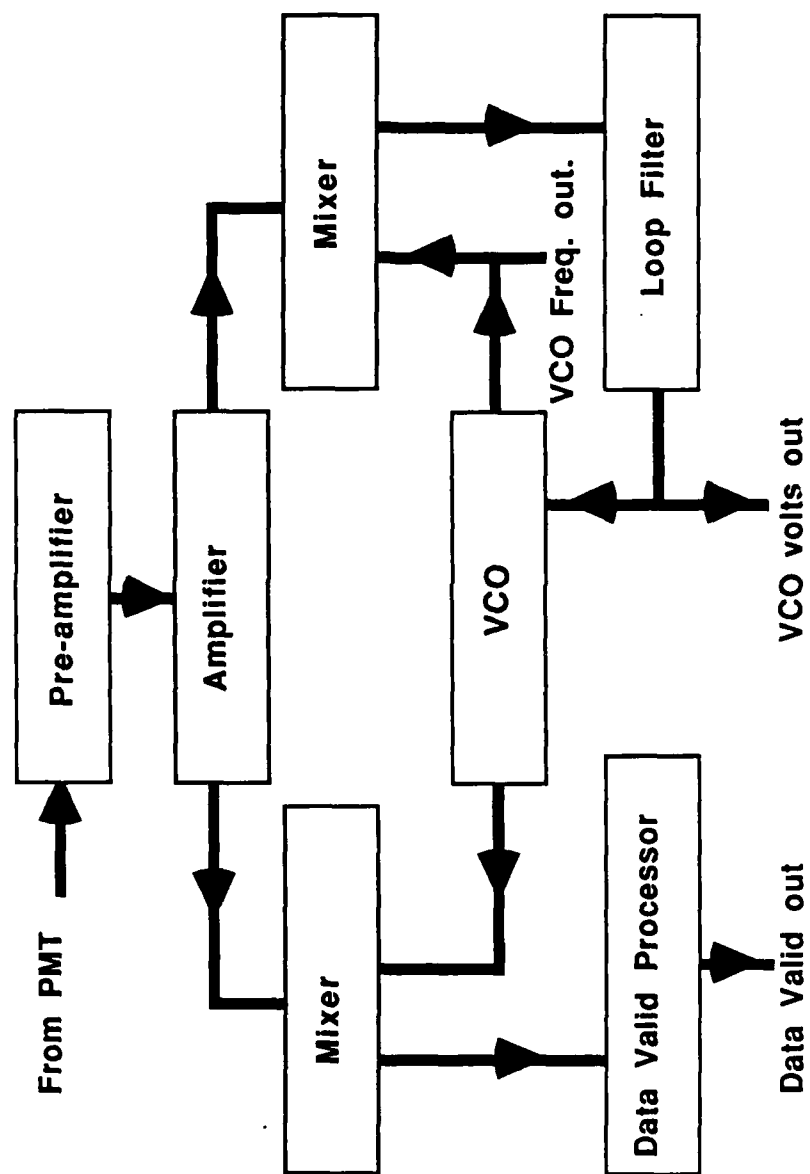 From PMT
Pre-amplifier
Amplifier
Mixer
Mixer
VCO
VCO Freq. out.
Data Valid Processor
Loop Filter
Data Valid out
VCO volts out